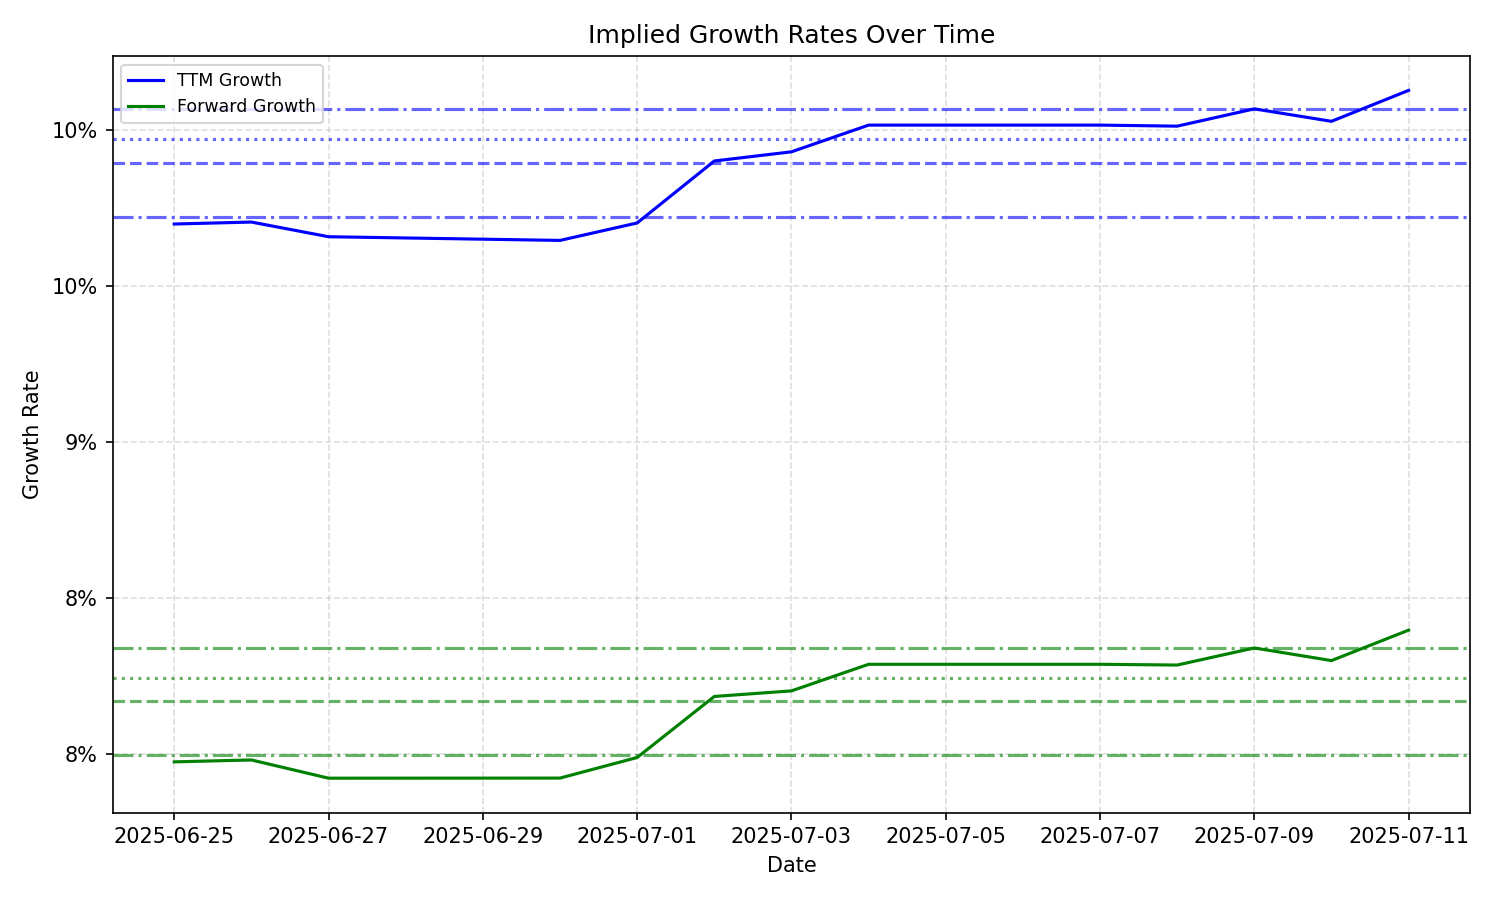 Implied Growth Rates Over Time
TTM Growth
Forward Growth
10%
10%
9%
8%
8%
Growth Rate
2025-06-25 2025-06-27 2025-06-29 2025-07-01 2025-07-03 2025-07-05 2025-07-07 2025-07-09 2025-07-11
Date